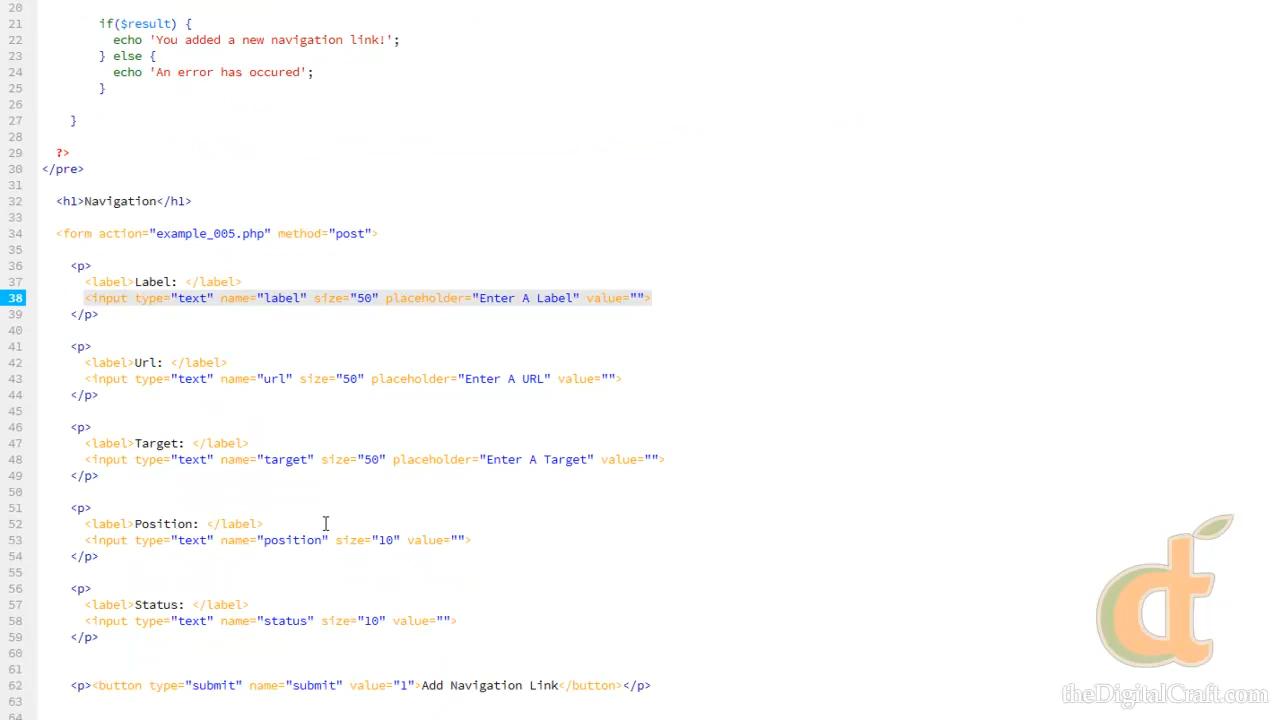 20
21 if($result) {
22 echo 'You added a new navigation link!';
23 } else {
24 echo 'An error has occured';
25 }
26
27 }
28
29 ?>
30 </pre>
31
32 <h1>Navigation</h1>
33
34 <form action="example_005.php" method="post">
35
36 <p>
37 <label>Label: </label>
38 <input type="text" name="label" size="50" placeholder="Enter A Label" value="">
39 </p>
40
41 <p>
42 <label>Url: </label>
43 <input type="text" name="url" size="50" placeholder="Enter A URL" value="">
44 </p>
45
46 <p>
47 <label>Target: </label>
48 <input type="text" name="target" size="50" placeholder="Enter A Target" value="">
49 </p>
50
51 <p>
52 <label>Position: </label>
53 <input type="text" name="position" size="10" value="">
54 </p>
55
56 <p>
57 <label>Status: </label>
58 <input type="text" name="status" size="10" value="">
59 </p>
60
61
62 <p><button type="submit" name="submit" value="1">Add Navigation Link</button></p>
63
64
dt
theDigitalCraft.com